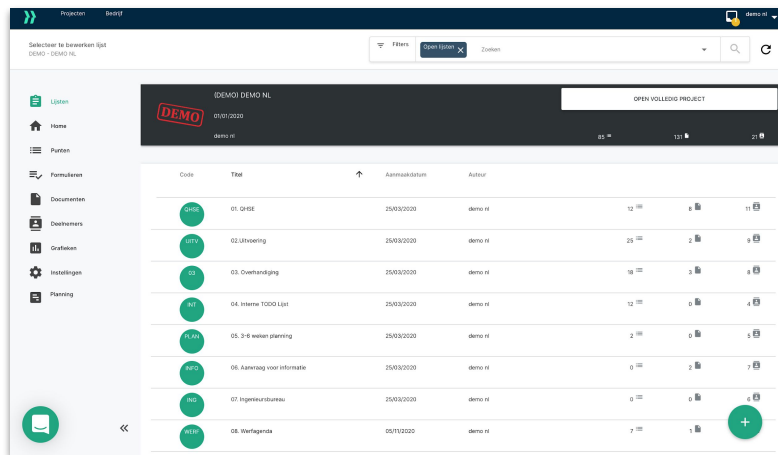 Projecten Bedrijf demo nl
Selecteer te bewerken lijst
DEMO - DEMO NL
Filters Open lijsten Zoeken
Lijsten
Home
Punten
Formulieren
Documenten
Deelnemers
Grafieken
Instellingen
Planning
DEMO
(DEMO) DEMO NL
01/01/2020
demo nl
OPEN VOLLEDIG PROJECT
85 131 21
Code Titel Aanmaakdatum Auteur
QHSE 01. QHSE 25/03/2020 demo nl 12 8 11
UITV 02.Uitvoering 25/03/2020 demo nl 25 2 9
03 03. Overhandiging 25/03/2020 demo nl 18 3 8
INT 04. Interne TODO Lijst 25/03/2020 demo nl 12 0 4
PLAN 05. 3-6 weken planning 25/03/2020 demo nl 2 0 5
INFO 06. Aanvraag voor informatie 25/03/2020 demo nl 0 2 7
ING 07. Ingenieursbureau 25/03/2020 demo nl 0 0 6
WERF 08. Werfagenda 05/11/2020 demo nl 7 1